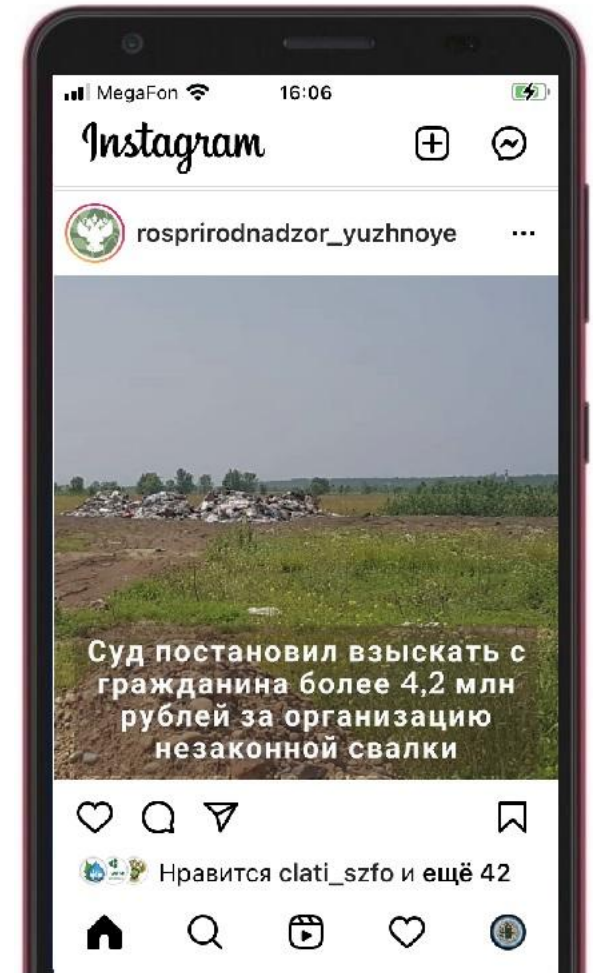 MegaFon 16:06
Instagram
rosprirodnadzor_yuzhnoye
Суд постановил взыскать с
гражданина более 4,2 млн
рублей за организацию
незаконной свалки
Нравится clati_szfo и ещё 42